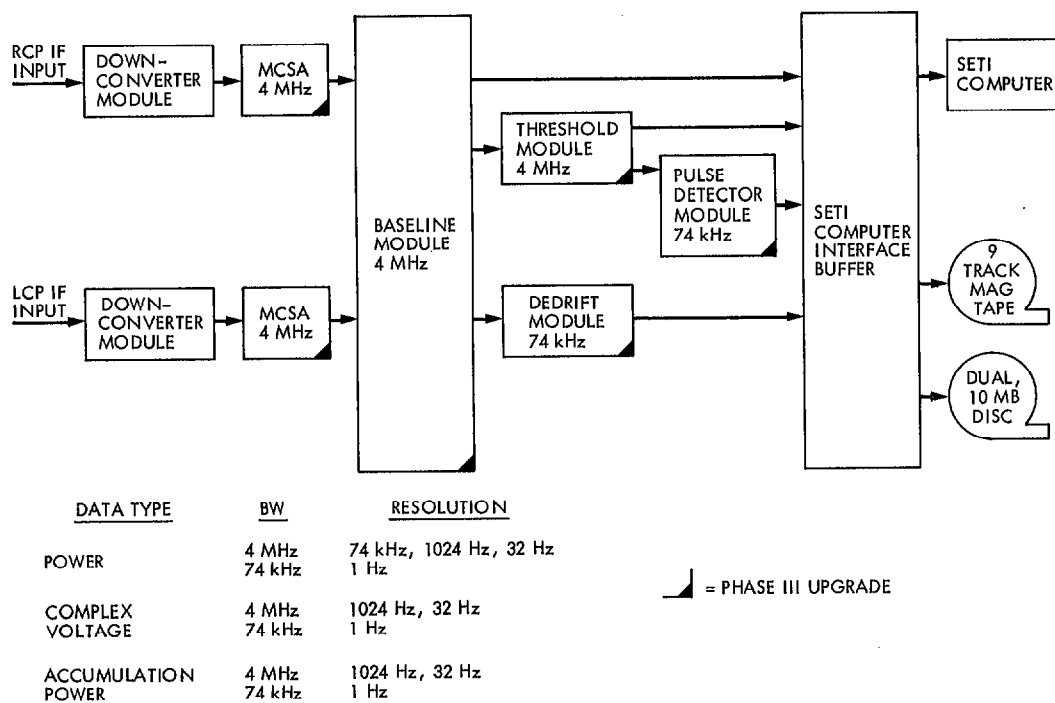 RCP IF
INPUT
DOWN-
CONVERTER
MODULE
MCSA
4 MHz
SETI
COMPUTER
THRESHOLD
MODULE
4 MHz
PULSE
DETECTOR
MODULE
74 kHz
BASELINE
MODULE
4 MHz
SETI
COMPUTER
INTERFACE
BUFFER
9
TRACK
MAG
TAPE
LCP IF
INPUT
DOWN-
CONVERTER
MODULE
MCSA
4 MHz
DEDRIFT
MODULE
74 kHz
DUAL,
10 MB
DISC
DATA TYPE BW RESOLUTION
POWER 4 MHz 74 kHz, 1024 Hz, 32 Hz
74 kHz 1 Hz
COMPLEX 4 MHz 1024 Hz, 32 Hz
VOLTAGE 74 kHz 1 Hz
ACCUMULATION 4 MHz 1024 Hz, 32 Hz
POWER 74 kHz 1 Hz
= PHASE III UPGRADE